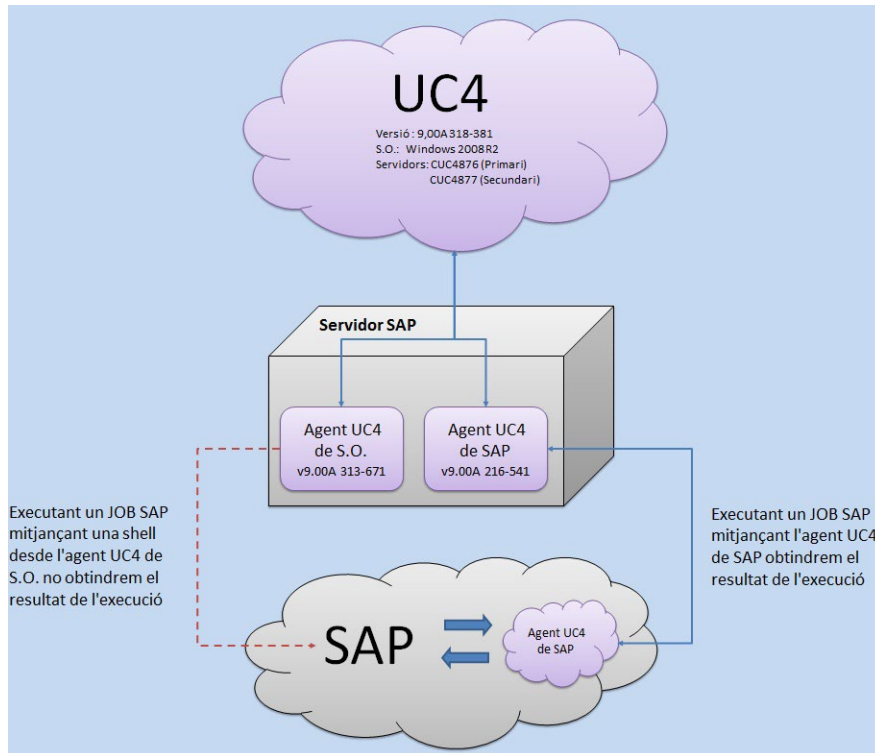 UC4
Versió : 9,00A 318-381
S.O.: Windows 2008 R2
Servidors: CUC4876 (Primari)
CUC4877 (Secundari)
Servidor SAP
Agent UC4
de S.O.
v9.00A 313-671
Agent UC4
de SAP
v9.00A 216-541
Executant un JOB SAP
mitjançant una shell
desde l'agent UC4 de
S.O. no obtindrem el
resultat de l'execució
Executant un JOB SAP
mitjançant l'agent UC4
de SAP obtindrem el
resultat de l'execució
SAP
Agent UC4
de SAP